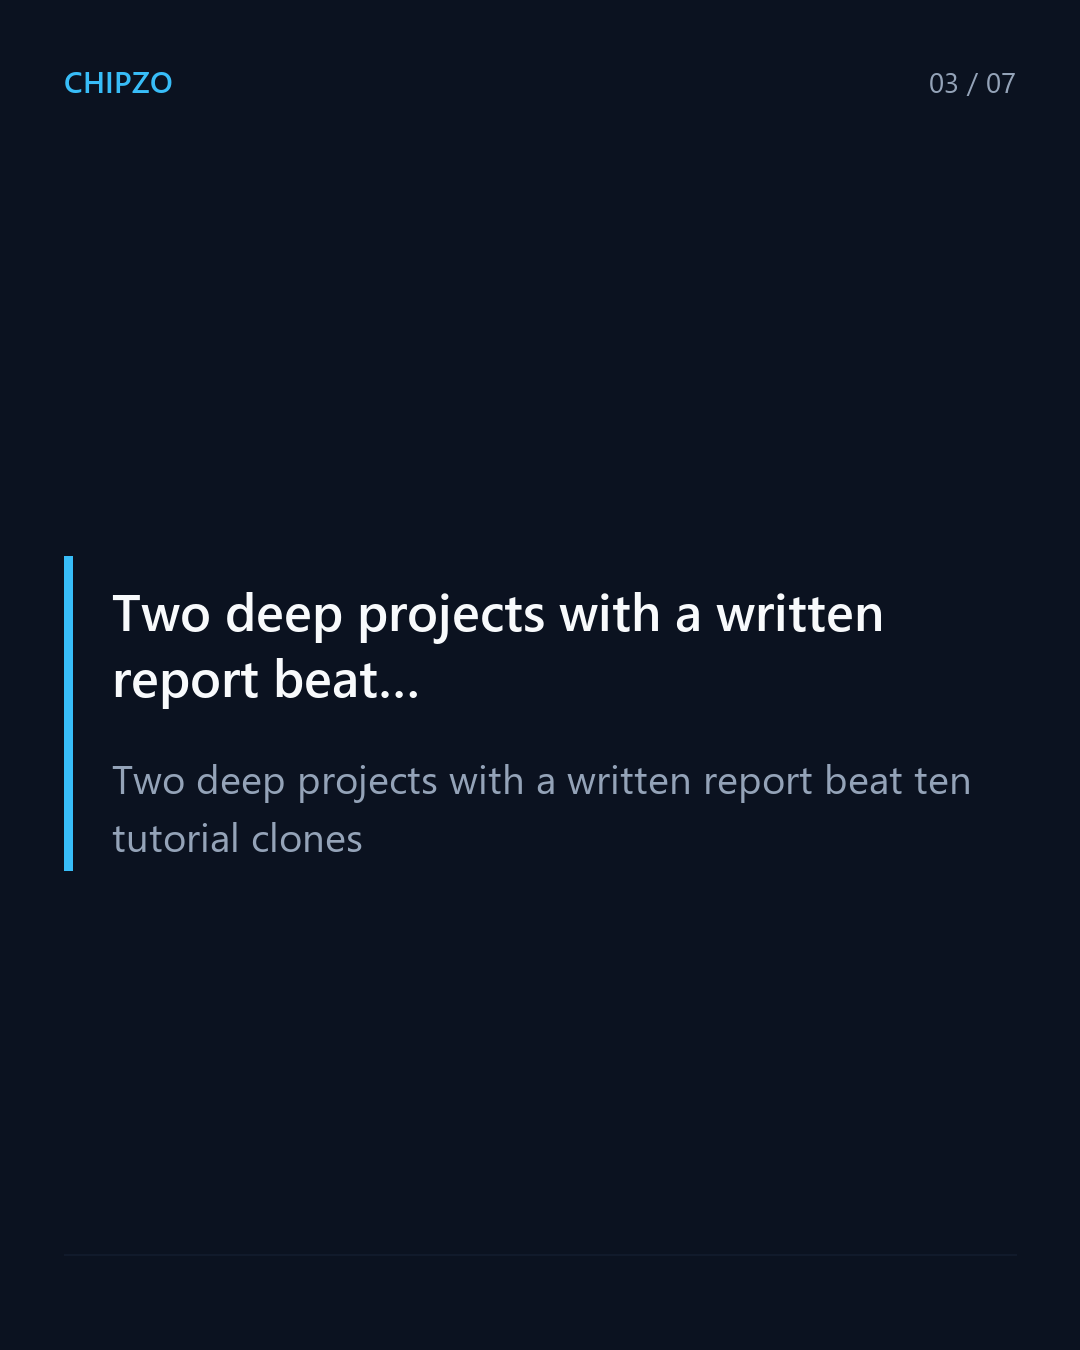 CHIPZO
03 / 07
Two deep projects with a written
report beat...
Two deep projects with a written report beat ten
tutorial clones